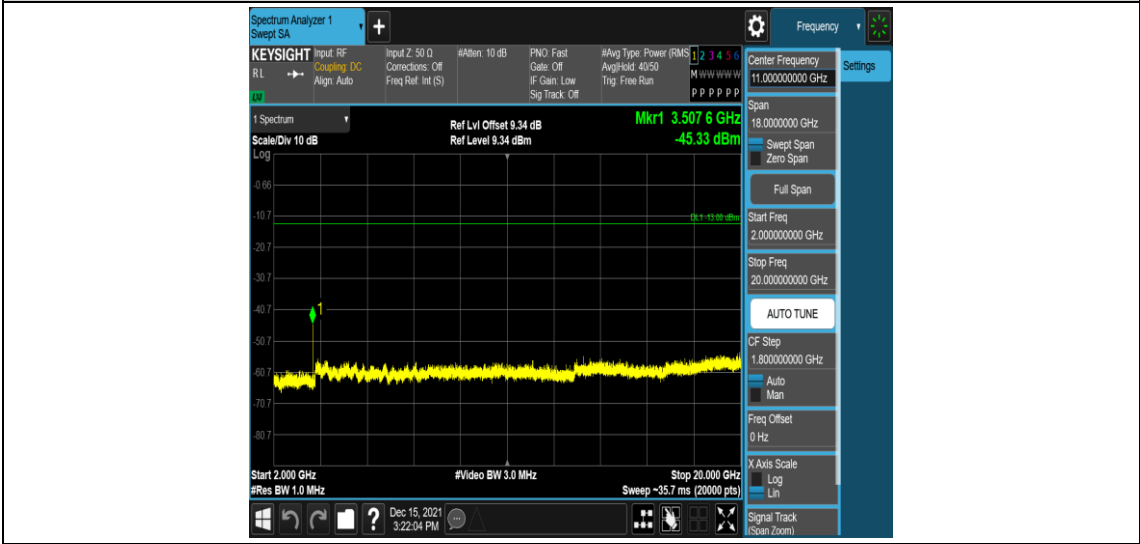 Spectrum Analyzer 1
Swept SA
+
Frequency
KEYSIGHT
RL
Input: RF
Coupling: DC
Align: Auto
Input Z: 50 Ω
Corrections: Off
Freq Ref: Int (S)
#Atten: 10 dB
PNO: Fast
Gate: Off
IF Gain: Low
Sig Track: Off
#Avg Type: Power (RMS
Avg|Hold: 40/50
Trig: Free Run
1 2 3 4 5 6
M W W W W W
P P P P P P
1 Spectrum
Scale/Div 10 dB
Log
Ref Lvl Offset 9.34 dB
Ref Level 9.34 dBm
Mkr1 3.507 6 GHz
-45.33 dBm
-0.66
-10.7
DL1 -13.00 dBm
-20.7
-30.7
-40.7
1
-50.7
-60.7
-70.7
-80.7
Start 2.000 GHz
#Res BW 1.0 MHz
#Video BW 3.0 MHz
Stop 20.000 GHz
Sweep ~35.7 ms (20000 pts)
?
Dec 15, 2021
3:22:04 PM
Center Frequency
11.000000000 GHz
Settings
Span
18.0000000 GHz
Swept Span
Zero Span
Full Span
Start Freq
2.000000000 GHz
Stop Freq
20.000000000 GHz
AUTO TUNE
CF Step
1.800000000 GHz
Auto
Man
Freq Offset
0 Hz
X Axis Scale
Log
Lin
Signal Track
(Span Zoom)